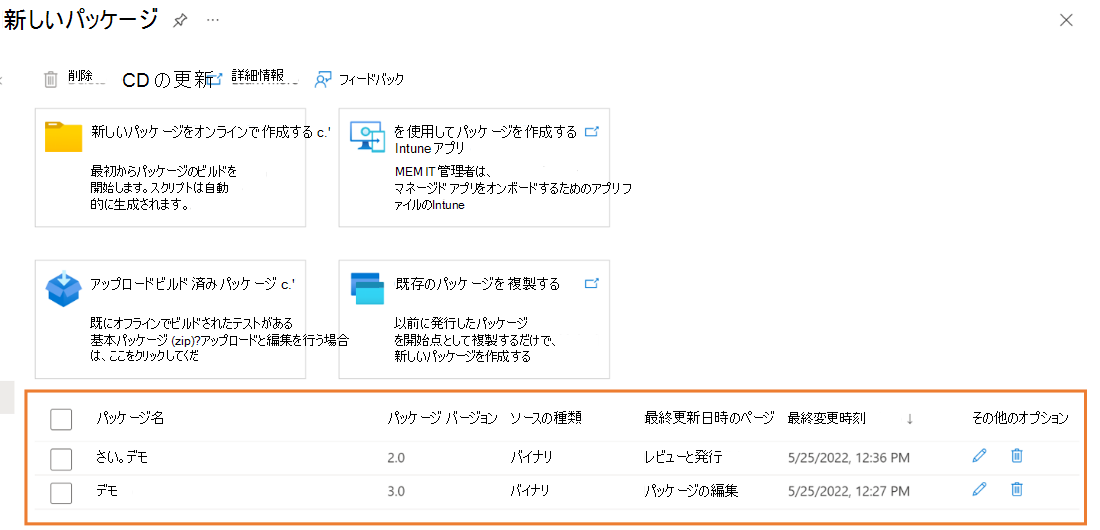 新しいパッケージ
削除 CD の更新 詳細情報 フィードバック
新しいパッケージをオンラインで作成する c.'
最初からパッケージのビルドを
開始します。スクリプトは自動
的に生成されます。
を使用してパッケージを作成する
Intune アプリ
MEM IT 管理者は、
マネージド アプリをオンボードするためのアプリ フ
ァイルのIntune
アップロードビルド 済み パッケージ c.'
既にオフラインでビルドされたテストがある
基本パッケージ (zip)?アップロードと編集を行う場合
は、ここをクリックしてくだ
既存のパッケージを 複製する
以前に発行したパッケージ
を開始点として複製するだけで、
新しいパッケージを作成する
パッケージ名 パッケージ バージョン ソースの種類 最終更新日時のページ 最終変更時刻 ↓ その他のオプション
さい。デモ 2.0 バイナリ レビューと発行 5/25/2022, 12:36 PM
デモ 3.0 バイナリ パッケージの編集 5/25/2022, 12:27 PM